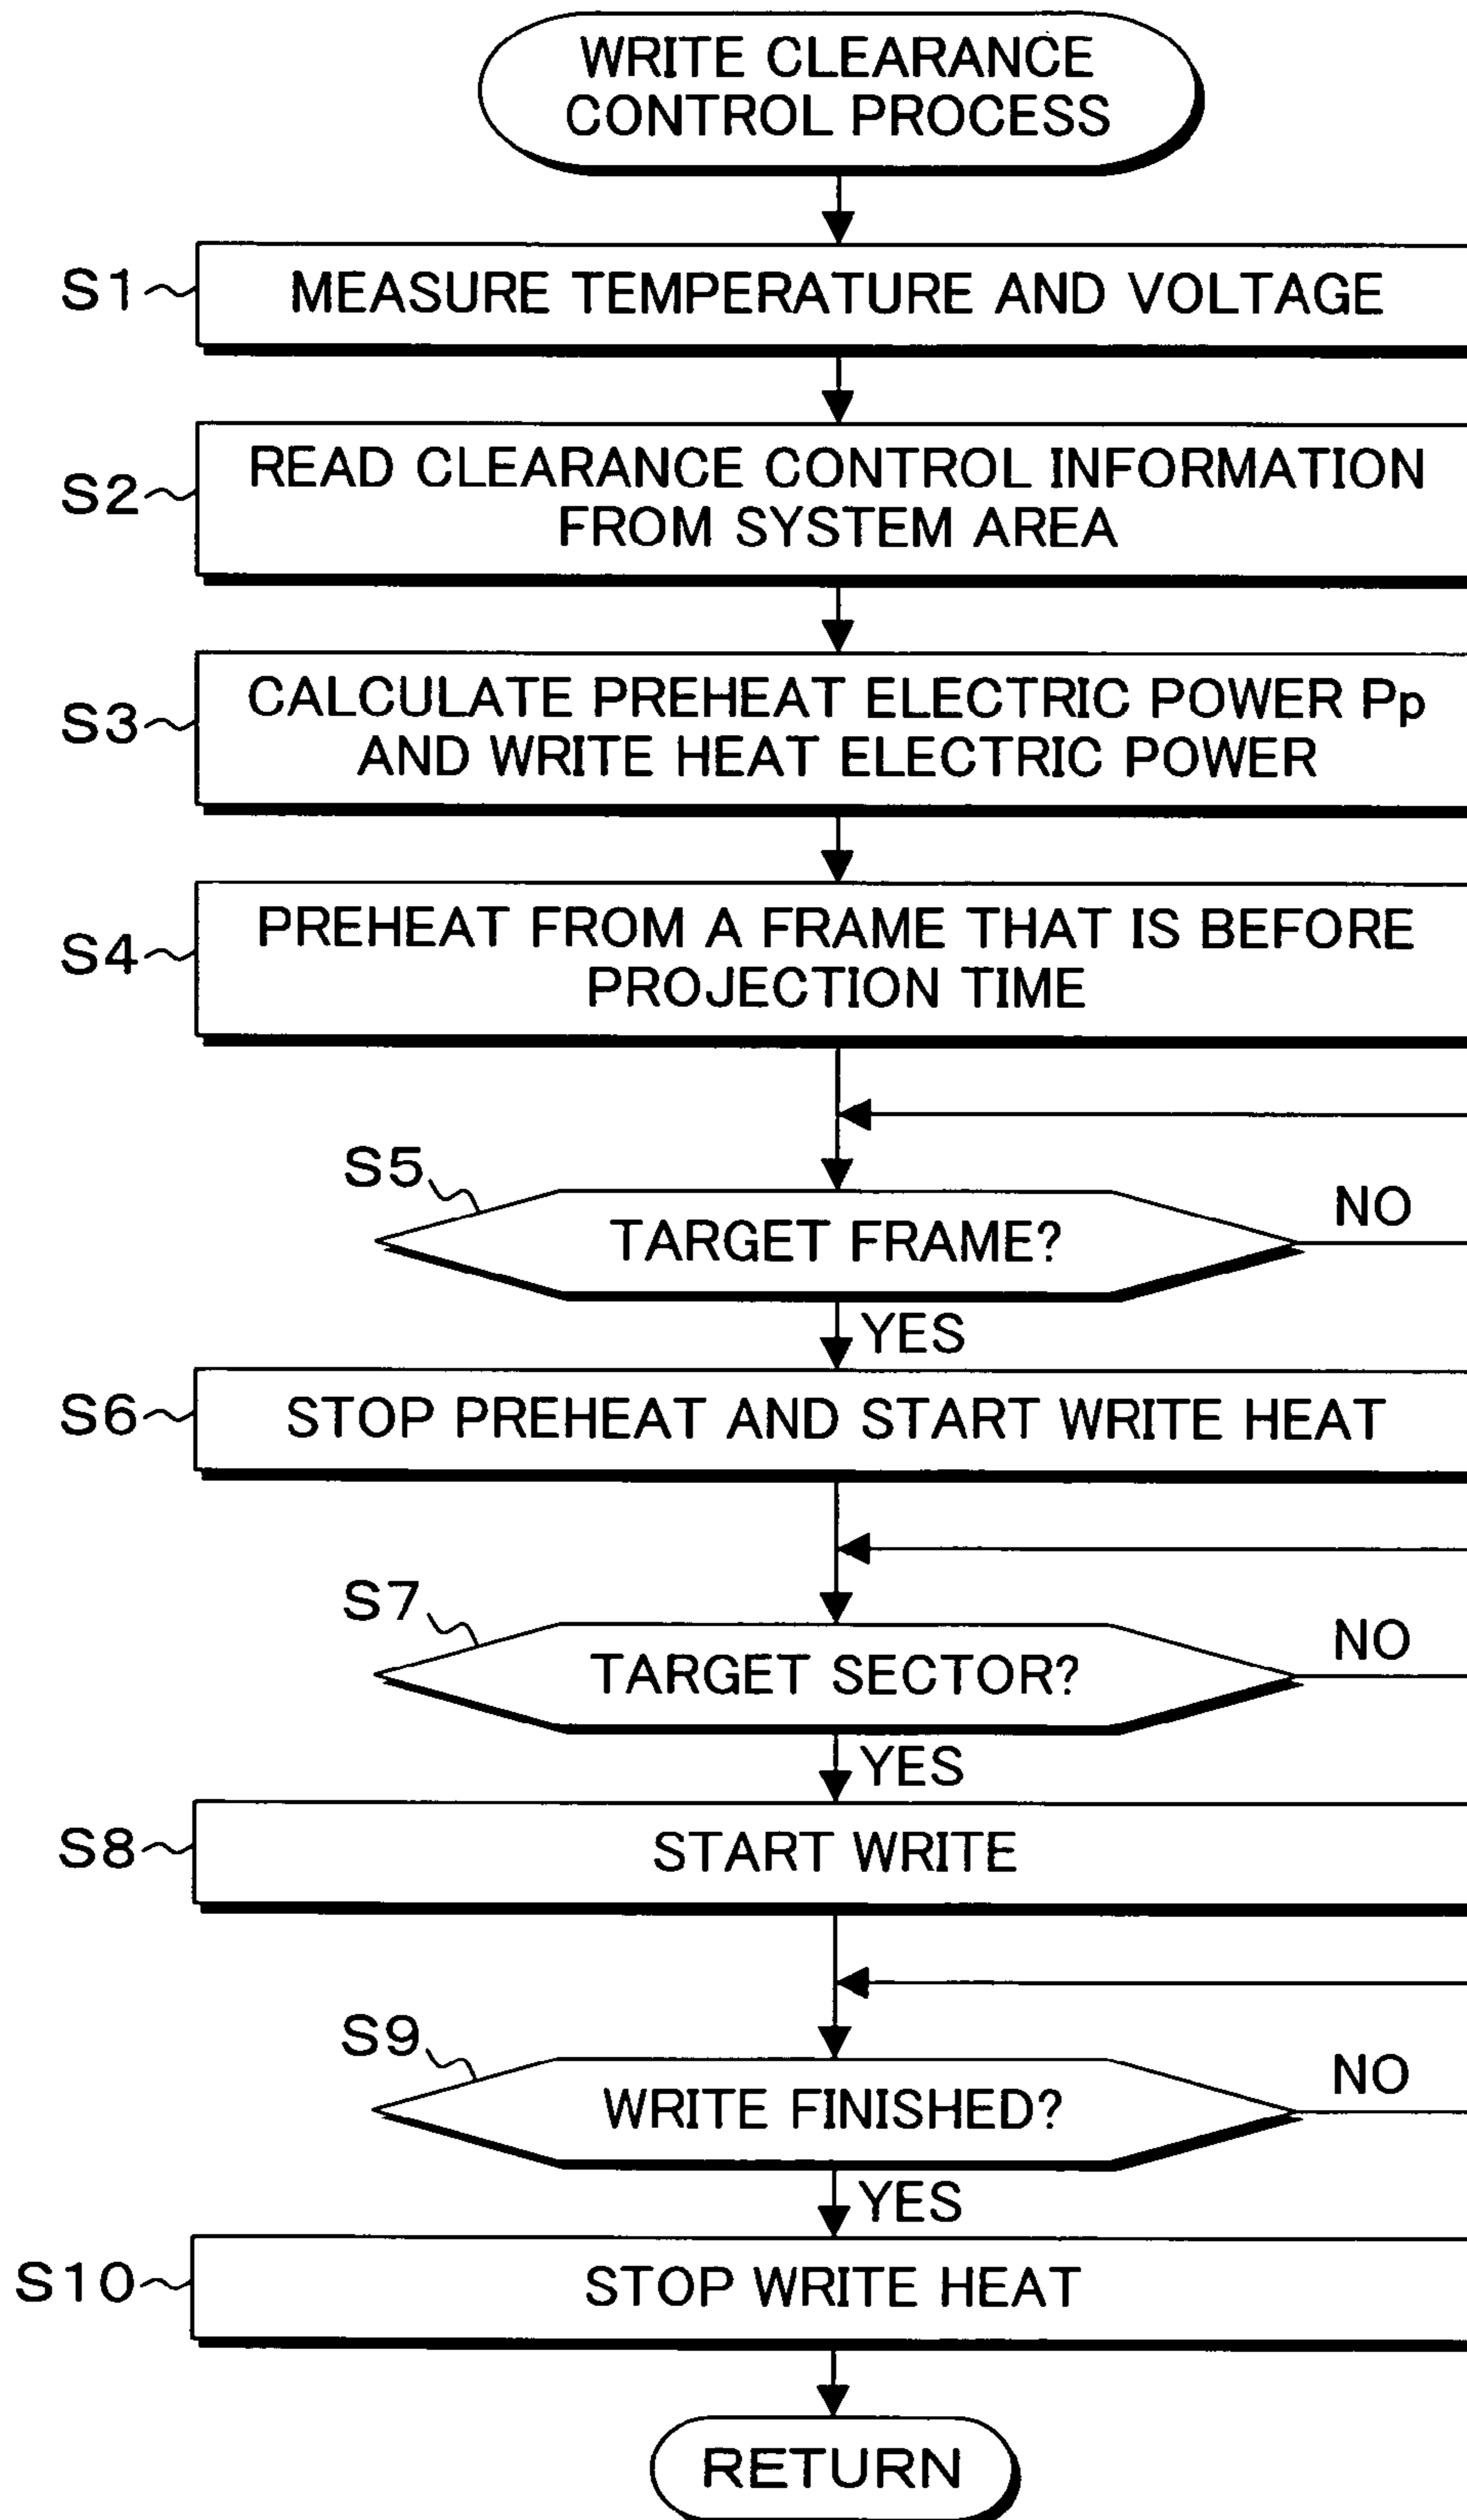 WRITE CLEARANCE
CONTROL PROCESS
S1
MEASURE TEMPERATURE AND VOLTAGE
S2
READ CLEARANCE CONTROL INFORMATION
FROM SYSTEM AREA
S3
CALCULATE PREHEAT ELECTRIC POWER Pp
AND WRITE HEAT ELECTRIC POWER
S4
PREHEAT FROM A FRAME THAT IS BEFORE
PROJECTION TIME
S5
TARGET FRAME?
NO
YES
S6
STOP PREHEAT AND START WRITE HEAT
S7
TARGET SECTOR?
NO
YES
S8
START WRITE
S9
WRITE FINISHED?
NO
YES
S10
STOP WRITE HEAT
RETURN